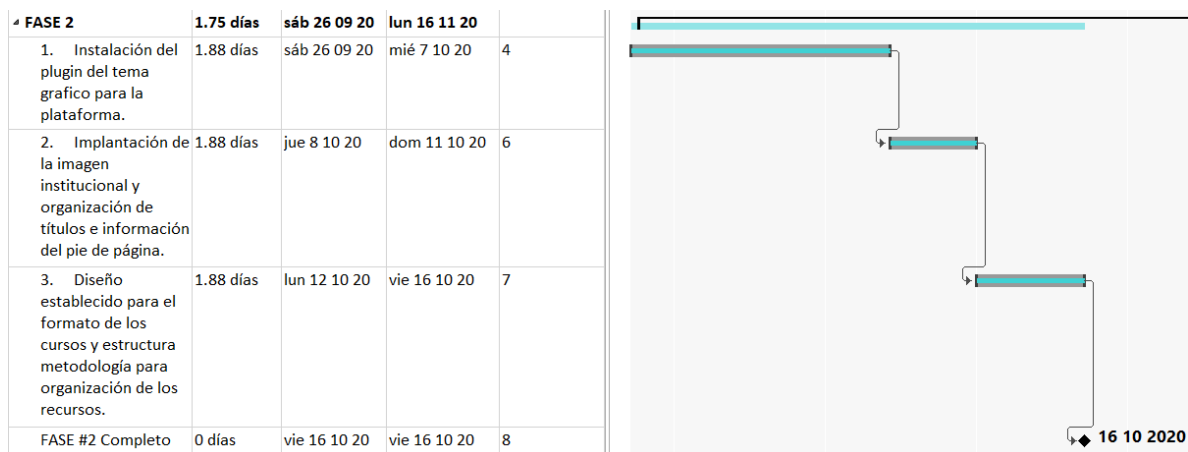 FASE 2 1.75 días sáb 26 09 20 lun 16 11 20
1. Instalación del 1.88 días sáb 26 09 20 mié 7 10 20 4
plugin del tema
grafico para la
plataforma.
2. Implantación de 1.88 días jue 8 10 20 dom 11 10 20 6
la imagen
institucional y
organización de
títulos e información
del pie de página.
3. Diseño 1.88 días lun 12 10 20 vie 16 10 20 7
establecido para el
formato de los
cursos y estructura
metodología para
organización de los
recursos.
FASE #2 Completo 0 días vie 16 10 20 vie 16 10 20 8
16 10 2020